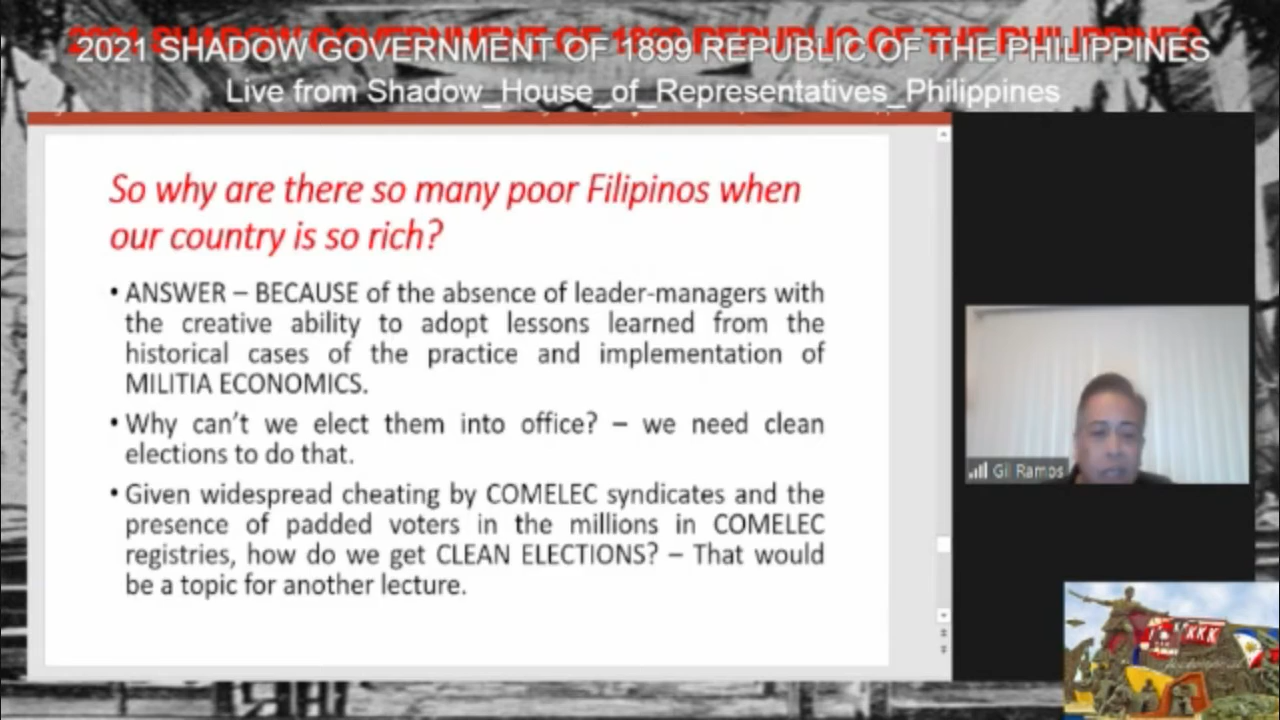 2021 SHADOW GOVERNMENT OF 1899 REPUBLIC OF THE PHILIPPINES
Live from Shadow_House_of_Representatives_Philippines
So why are there so many poor Filipinos when
our country is so rich?
• ANSWER – BECAUSE of the absence of leader-managers with
the creative ability to adopt lessons learned from the
historical cases of the practice and implementation of
MILITIA ECONOMICS.
• Why can't we elect them into office? – we need clean
elections to do that.
• Given widespread cheating by COMELEC syndicates and the
presence of padded voters in the millions in COMELEC
registries, how do we get CLEAN ELECTIONS? – That would
be a topic for another lecture.
Gil Ramos
KKK